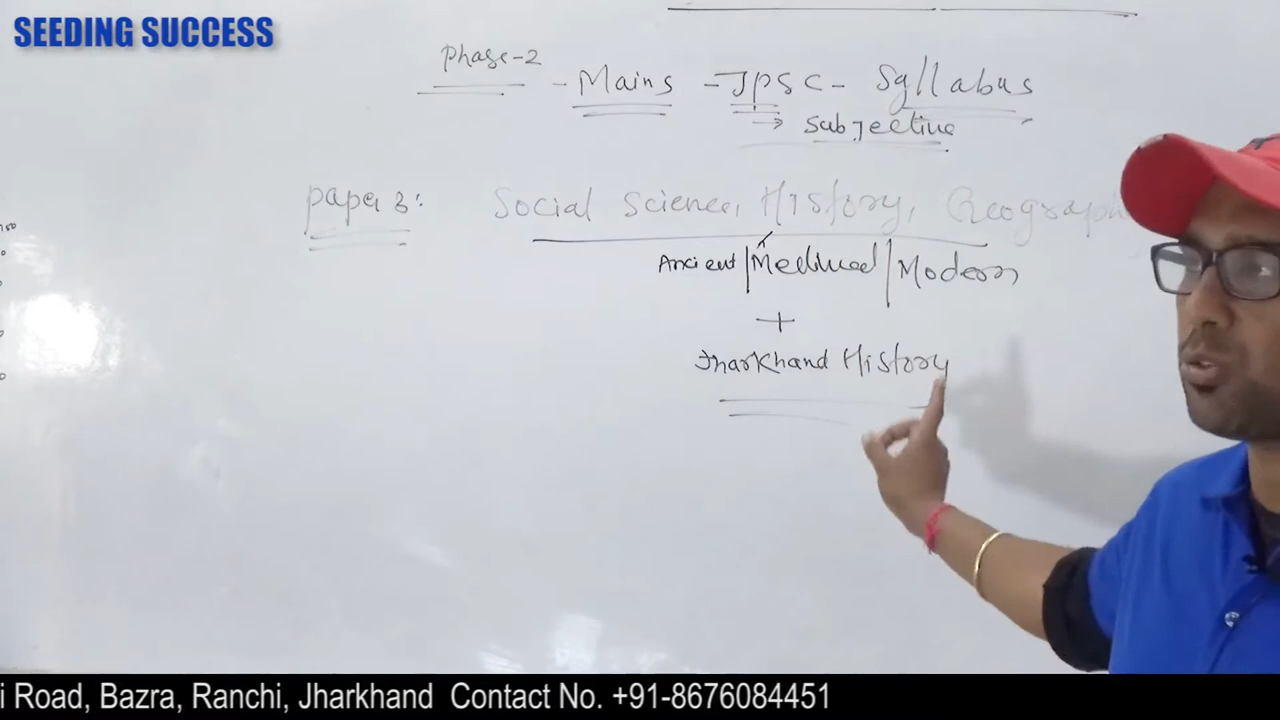 SEEDING SUCCESS
Phase-2 - Mains - JPSC - Syllabus
→ Subjective
Paper 3: Social Science, History, Geograph
Ancient | Medieval | Modern
+
Jharkhand History
i Road, Bazra, Ranchi, Jharkhand Contact No. +91-8676084451